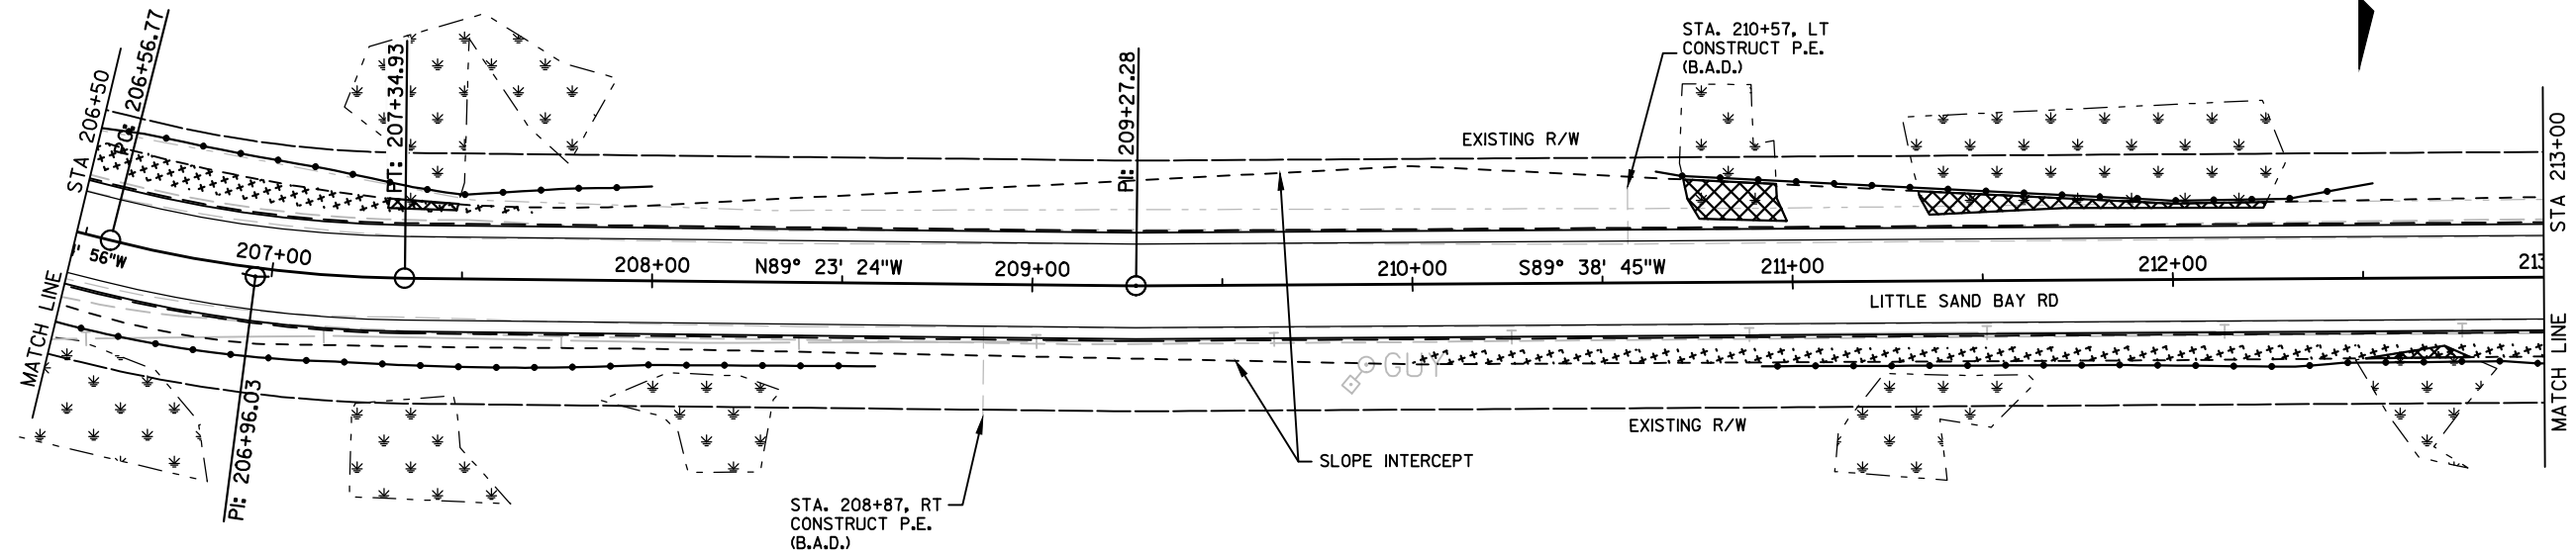 STA 206+50
PC: 206+56.77
PT: 207+34.93
PI: 209+27.28
STA. 210+57, LT
CONSTRUCT P.E.
(B.A.D.)
EXISTING R/W
STA 213+00
56"W
207+00
208+00
N89° 23' 24"W
209+00
210+00
S89° 38' 45"W
211+00
212+00
213
LITTLE SAND BAY RD
MATCH LINE
MATCH LINE
GUY
PI: 206+96.03
EXISTING R/W
SLOPE INTERCEPT
STA. 208+87, RT
CONSTRUCT P.E.
(B.A.D.)